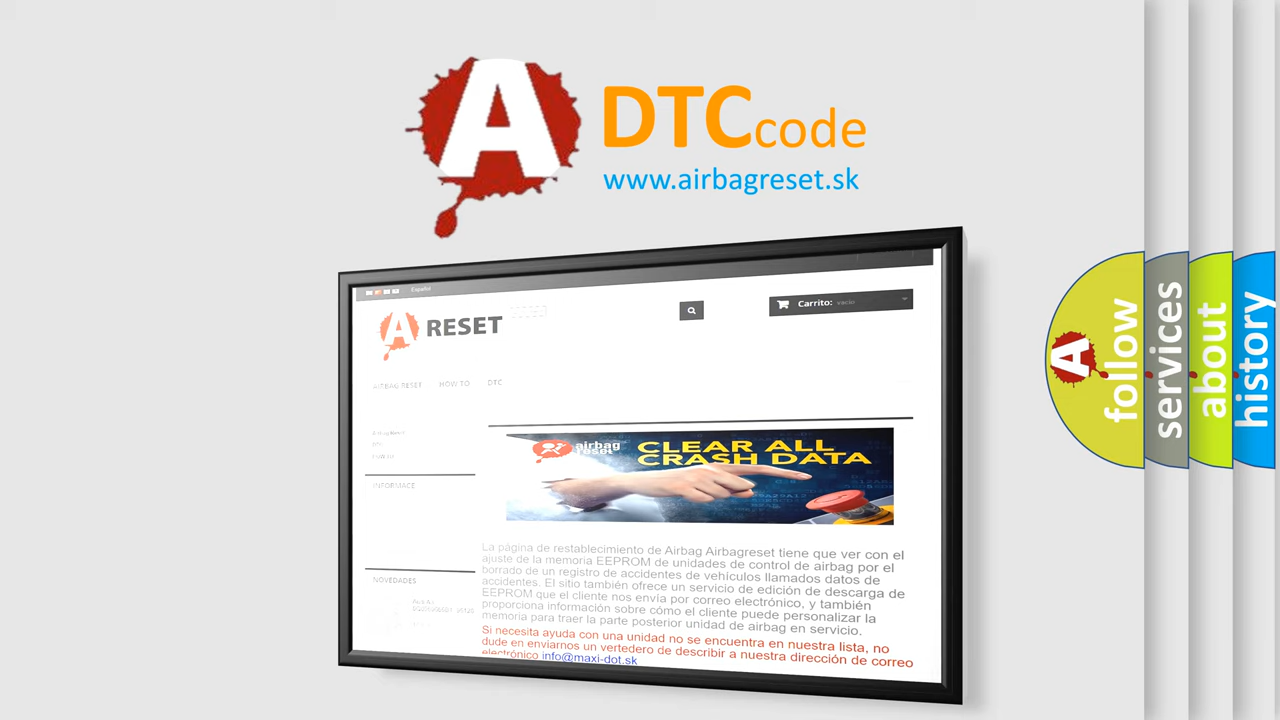 A
DTCcode
www.airbagreset.sk
Español
A RESET
Carrito: vacío
AIRBAG RESET HOW TO DTC
INFORMACE
NOVEDADES
airbag
reset
CLEAR ALL
CRASH DATA
La página de restablecimiento de Airbag Airbagreset tiene que ver con el
ajuste de la memoria EEPROM de unidades de control de airbag por el
borrado de un registro de accidentes de vehículos llamados datos de
accidentes. El sitio también ofrece un servicio de edición de descarga de
EEPROM que el cliente nos envía por correo electrónico, y también
proporciona información sobre cómo el cliente puede personalizar la
memoria para traer la parte posterior unidad de airbag en servicio.
Si necesita ayuda con una unidad no se encuentra en nuestra lista, no
dude en enviarnos un vertedero de describir a nuestra dirección de correo
electrónico info@maxi-dot.sk
A
follow
services
about
history